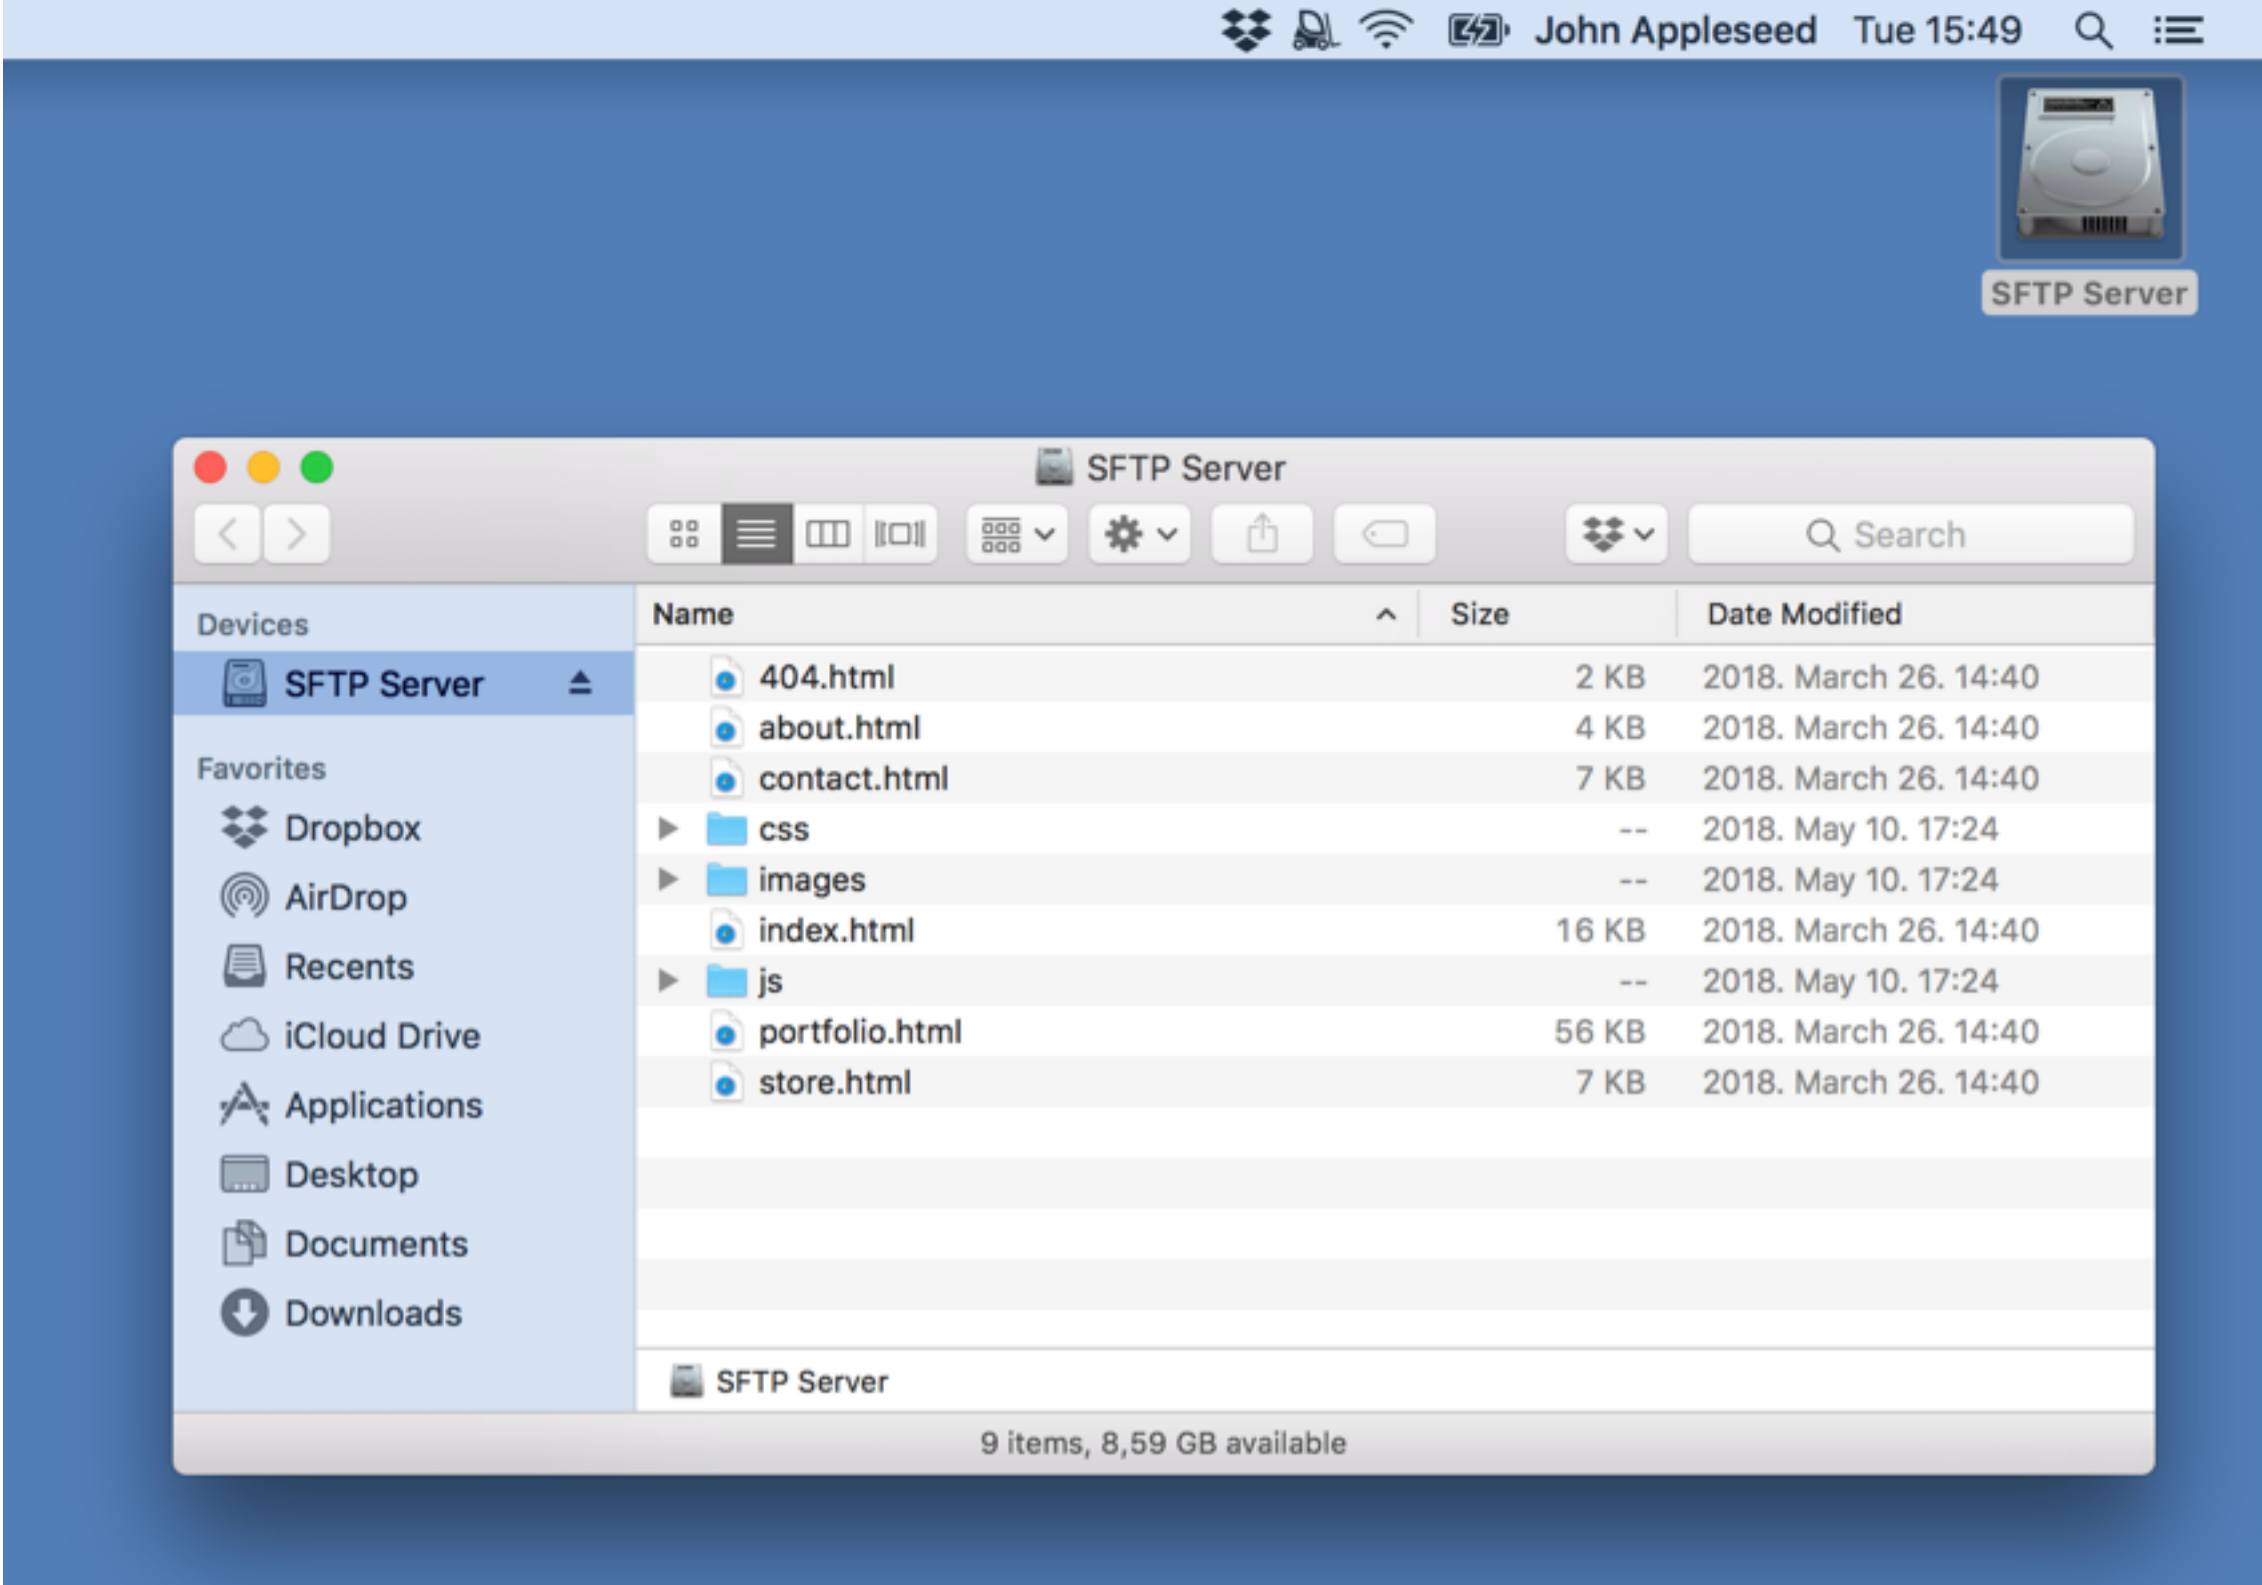 John Appleseed Tue 15:49
SFTP Server
SFTP Server
Search
Devices
SFTP Server
Favorites
Dropbox
AirDrop
Recents
iCloud Drive
Applications
Desktop
Documents
Downloads
Name Size Date Modified
404.html 2 KB 2018. March 26. 14:40
about.html 4 KB 2018. March 26. 14:40
contact.html 7 KB 2018. March 26. 14:40
css -- 2018. May 10. 17:24
images -- 2018. May 10. 17:24
index.html 16 KB 2018. March 26. 14:40
js -- 2018. May 10. 17:24
portfolio.html 56 KB 2018. March 26. 14:40
store.html 7 KB 2018. March 26. 14:40
SFTP Server
9 items, 8,59 GB available